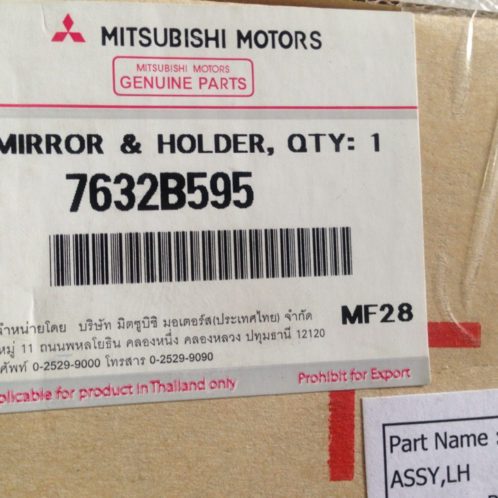 MITSUBISHI MOTORS
MITSUBISHI MOTORS
GENUINE PARTS
MIRROR & HOLDER, QTY: 1
7632B595
จำหน่ายโดย บริษัท มิตซูบิชิ มอเตอร์ส(ประเทศไทย) จำกัด
MF28
หมู่ 11 ถนนพหลโยธิน คลองหนึ่ง คลองหลวง ปทุมธานี 12120
ศัพท์ 0-2529-9000 โทรสาร 0-2529-9090
plicable for product in Thailand only
Prohibit for Export
Part Name :
ASSY,LH